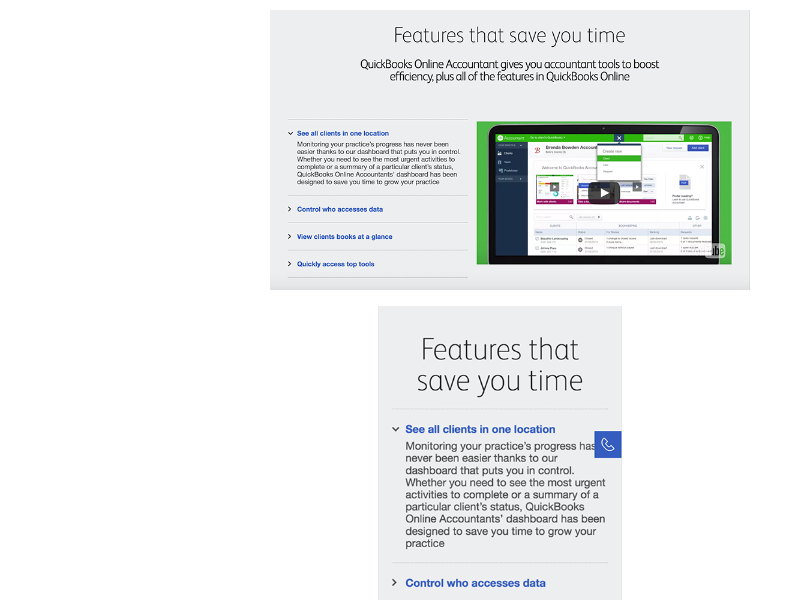 Features that save you time
QuickBooks Online Accountant gives you accountant tools to boost
efficiency, plus all of the features in QuickBooks Online
See all clients in one location
Monitoring your practice's progress has never been
easier thanks to our dashboard that puts you in control.
Whether you need to see the most urgent activities to
complete or a summary of a particular client's status,
QuickBooks Online Accountants' dashboard has been
designed to save you time to grow your practice
Control who accesses data
View clients books at a glance
Quickly access top tools
Accountant
Brenda Bowden Accoun
Create new
Features that
save you time
See all clients in one location
Monitoring your practice's progress has
never been easier thanks to our
dashboard that puts you in control.
Whether you need to see the most urgent
activities to complete or a summary of a
particular client's status, QuickBooks
Online Accountants' dashboard has been
designed to save you time to grow your
practice
Control who accesses data